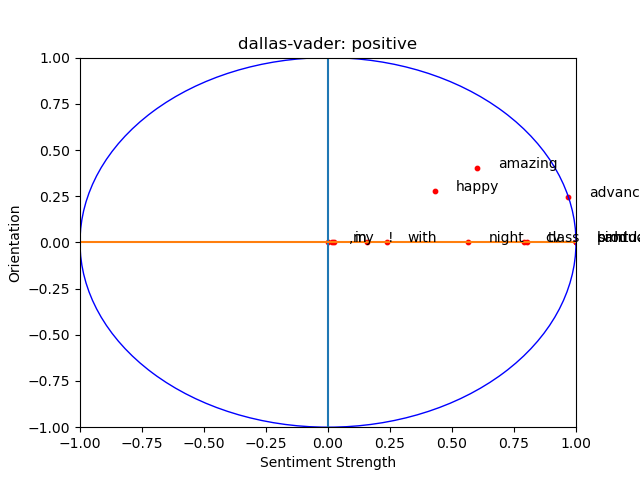 dallas-vader: positive
1.00
0.75
0.50
0.25
0.00
−0.25
−0.50
−0.75
−1.00
Orientation
amazing
happy
advanc
, my ! with night class
−1.00 −0.75 −0.50 −0.25 0.00 0.25 0.50 0.75 1.00
Sentiment Strength